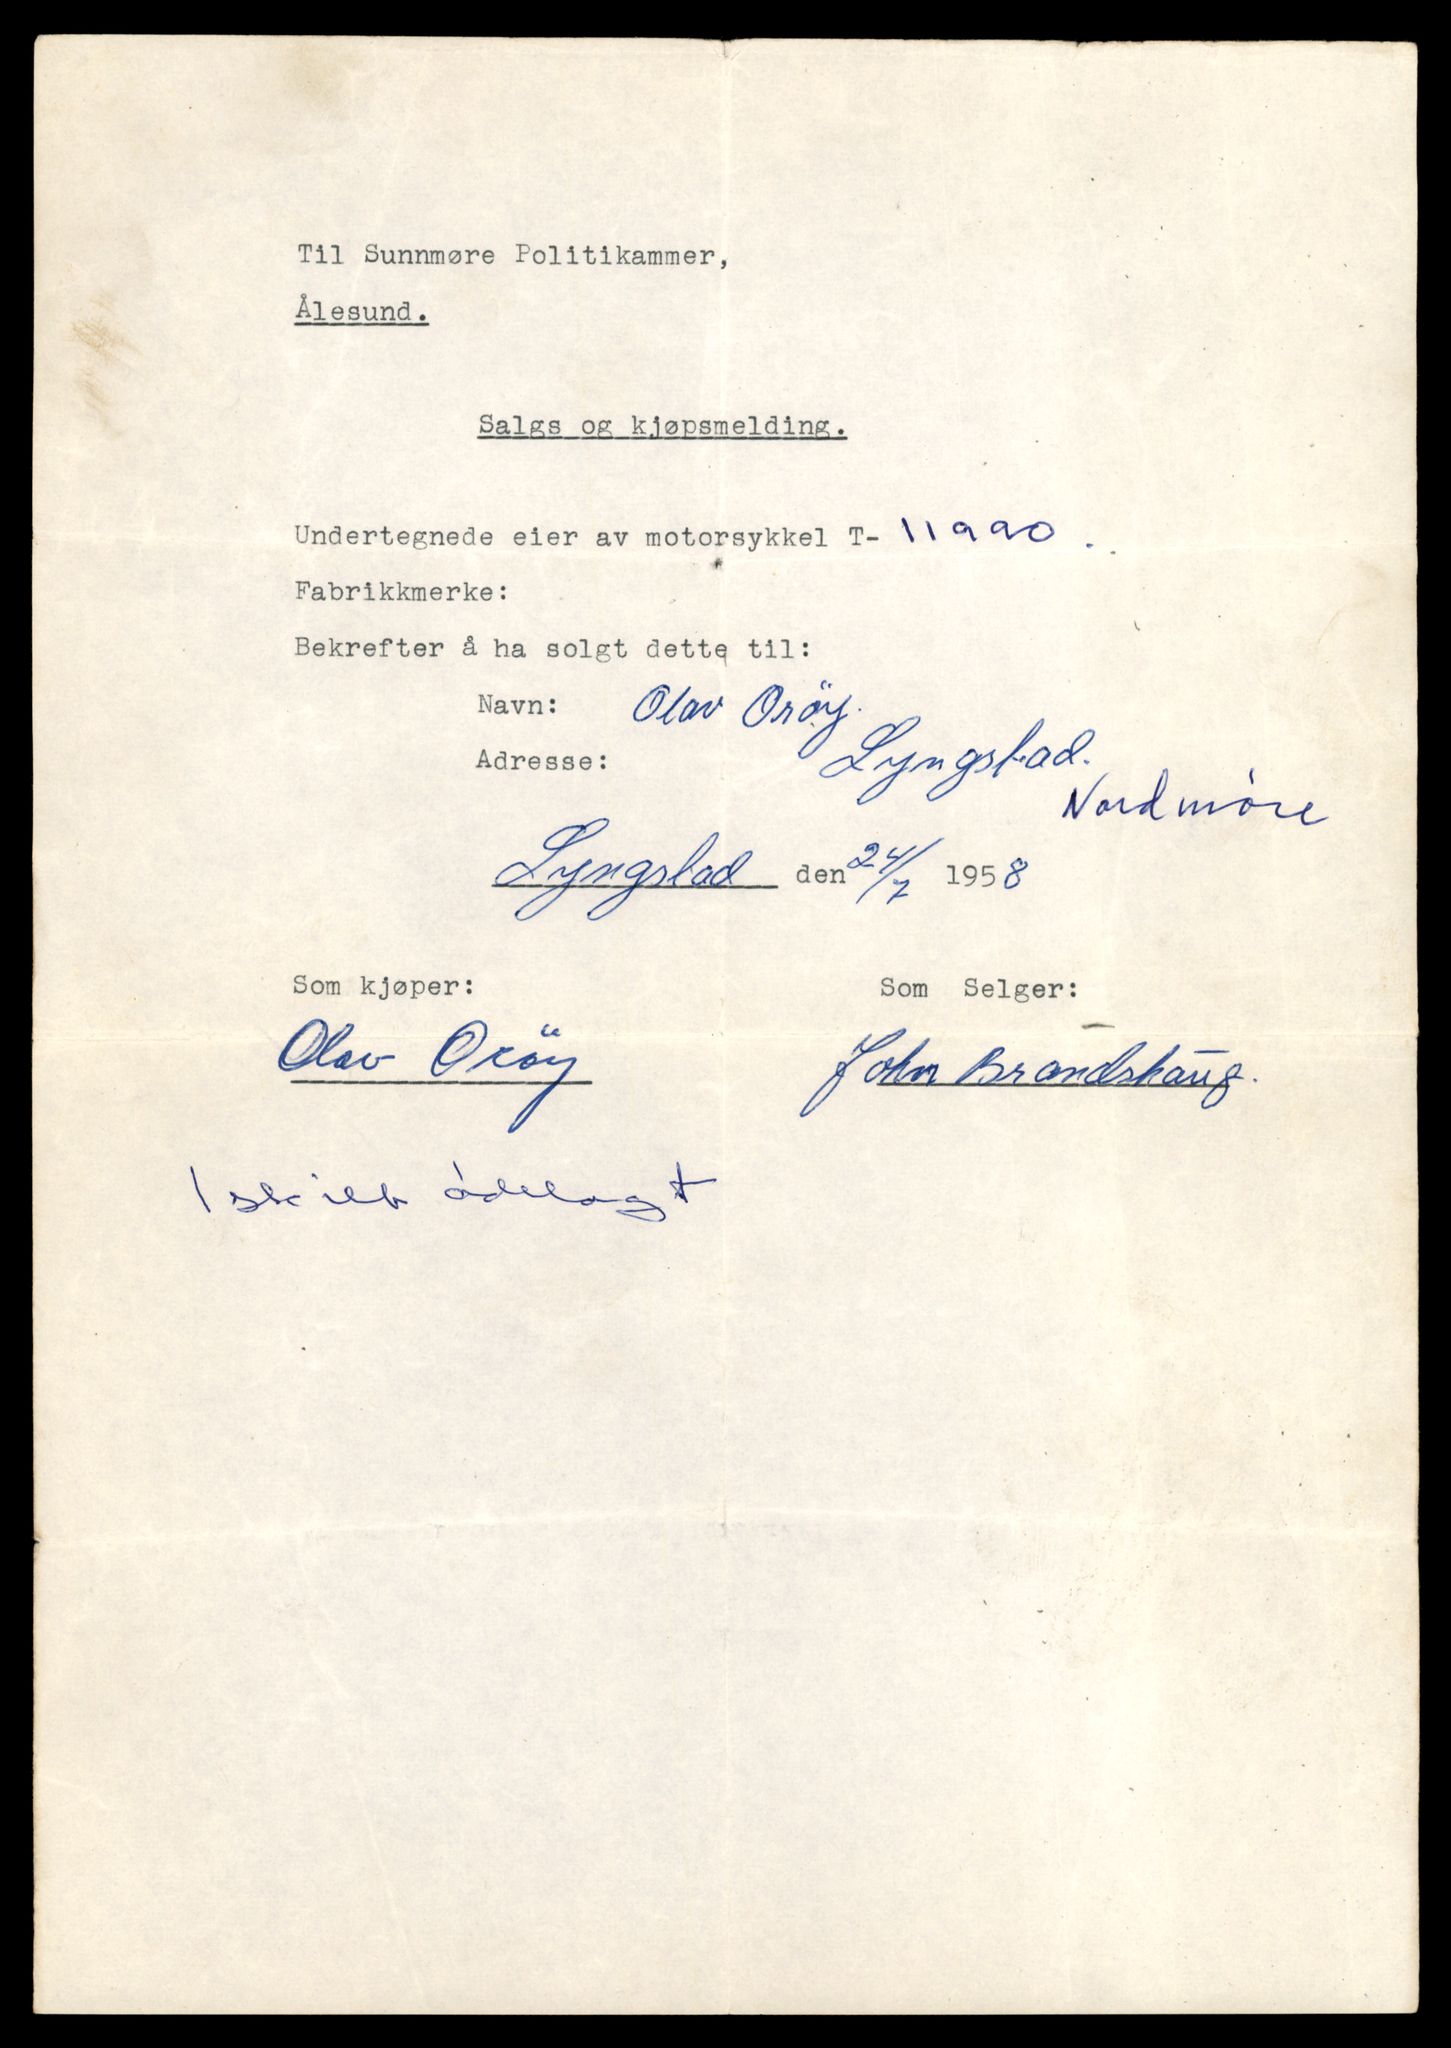 Til Sunnmøre Politikammer,
Ålesund.
Salgs og kjøpsmelding.
Undertegnede eier av motorsykkel T- 11990.
Fabrikkmerke:
Bekrefter å ha solgt dette til:
Navn: Olav Oröy.
Adresse: Lyngstad.
Nordmöre
Lyngstad den 24/7 1958
Som kjøper: Som Selger:
Olav Oröy John Brandshaug.
1 skilt ödelagt